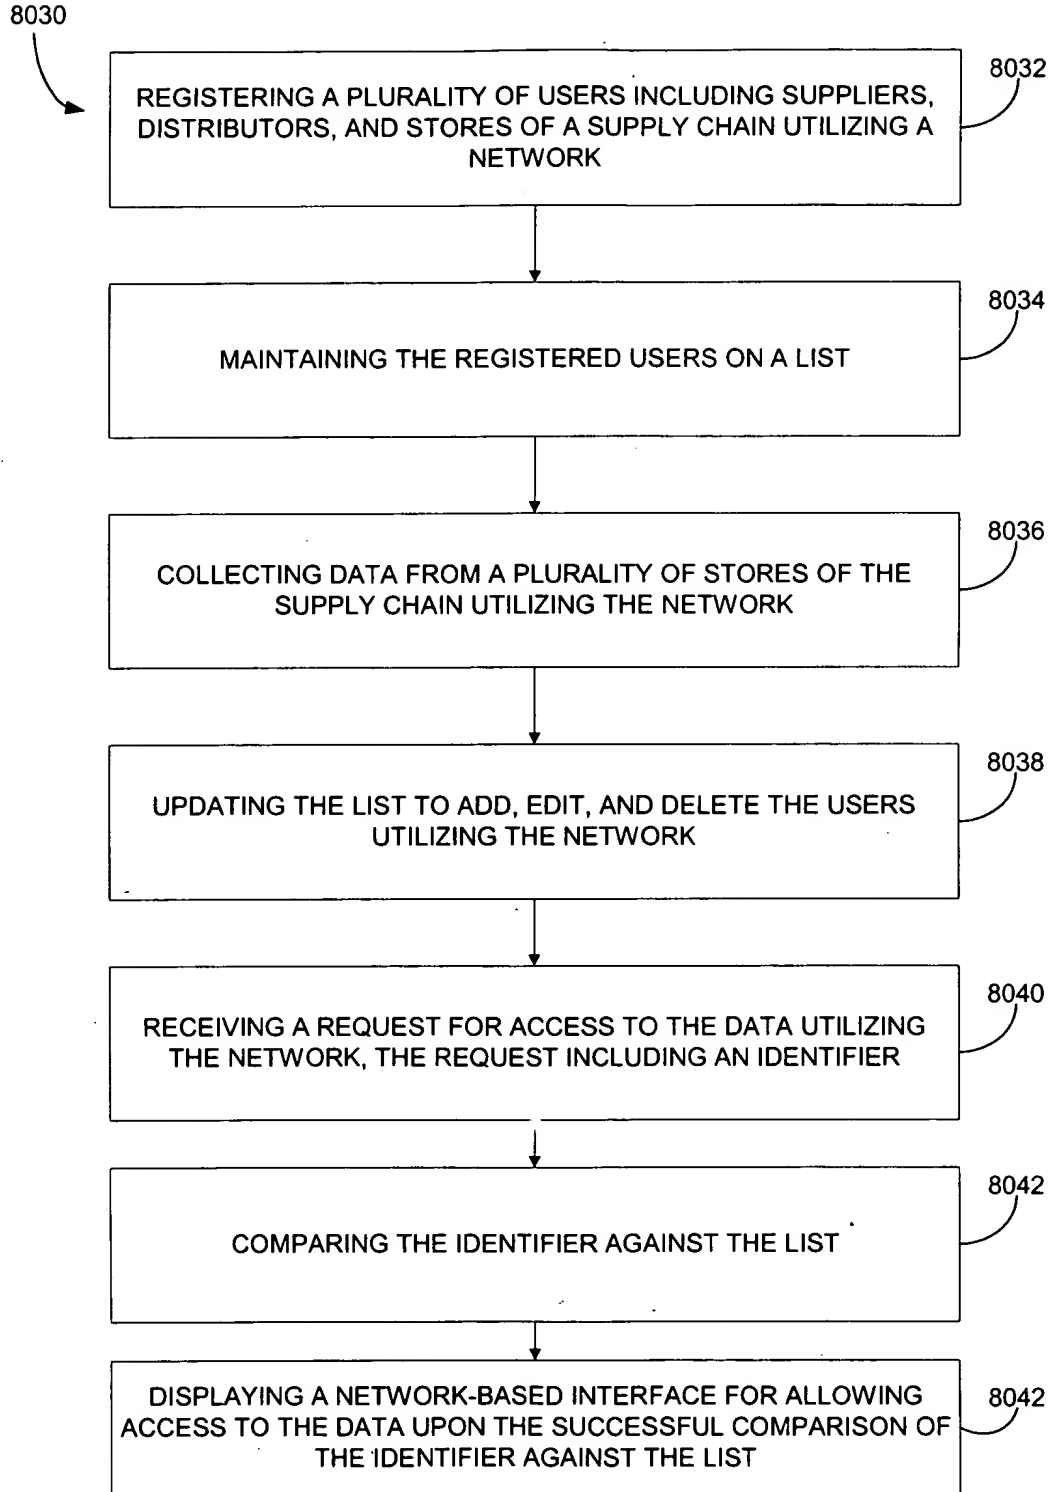 8030
8032
REGISTERING A PLURALITY OF USERS INCLUDING SUPPLIERS,
DISTRIBUTORS, AND STORES OF A SUPPLY CHAIN UTILIZING A
NETWORK
8034
MAINTAINING THE REGISTERED USERS ON A LIST
8036
COLLECTING DATA FROM A PLURALITY OF STORES OF THE
SUPPLY CHAIN UTILIZING THE NETWORK
8038
UPDATING THE LIST TO ADD, EDIT, AND DELETE THE USERS
UTILIZING THE NETWORK
8040
RECEIVING A REQUEST FOR ACCESS TO THE DATA UTILIZING
THE NETWORK, THE REQUEST INCLUDING AN IDENTIFIER
8042
COMPARING THE IDENTIFIER AGAINST THE LIST
8042
DISPLAYING A NETWORK-BASED INTERFACE FOR ALLOWING
ACCESS TO THE DATA UPON THE SUCCESSFUL COMPARISON OF
THE IDENTIFIER AGAINST THE LIST